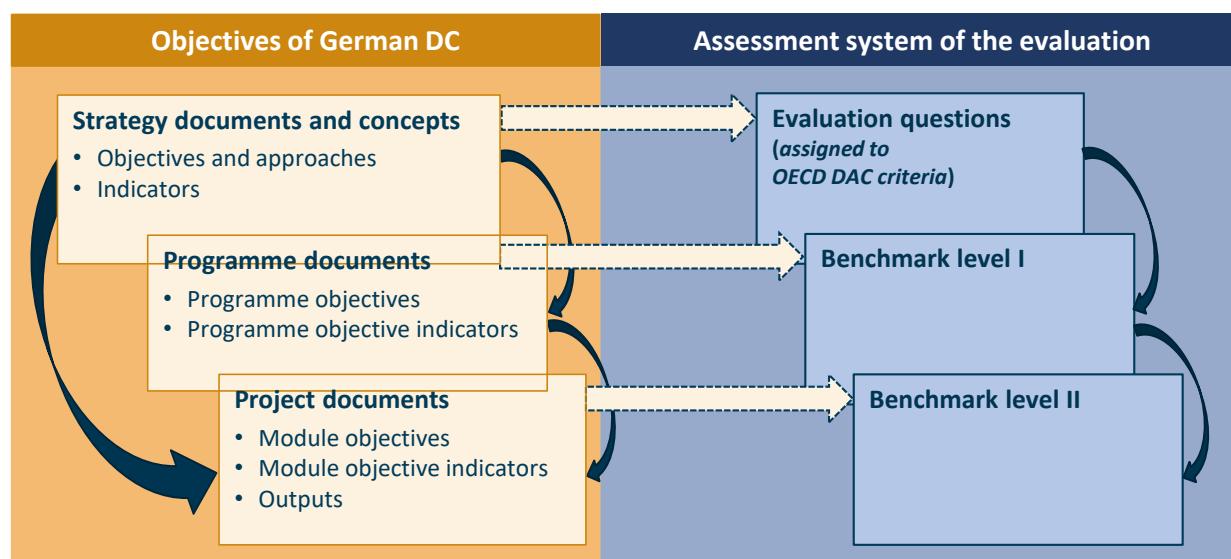 Objectives of German DC
Assessment system of the evaluation
Strategy documents and concepts
• Objectives and approaches
• Indicators
Programme documents
• Programme objectives
• Programme objective indicators
Project documents
• Module objectives
• Module objective indicators
• Outputs
Evaluation questions
(assigned to
OECD DAC criteria)
Benchmark level I
Benchmark level II